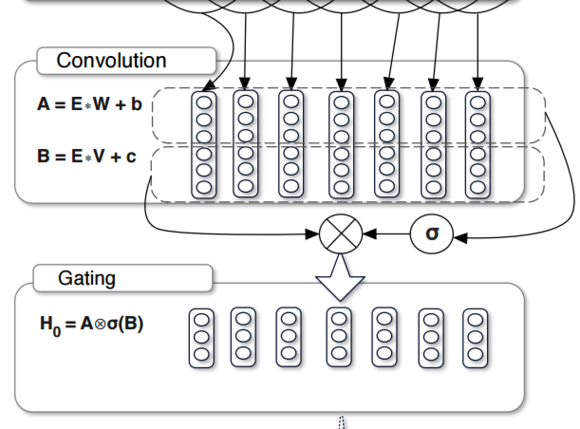 Convolution
A = E*W + b
B = E*V + c
σ
Gating
H₀ = A⊗σ(B)